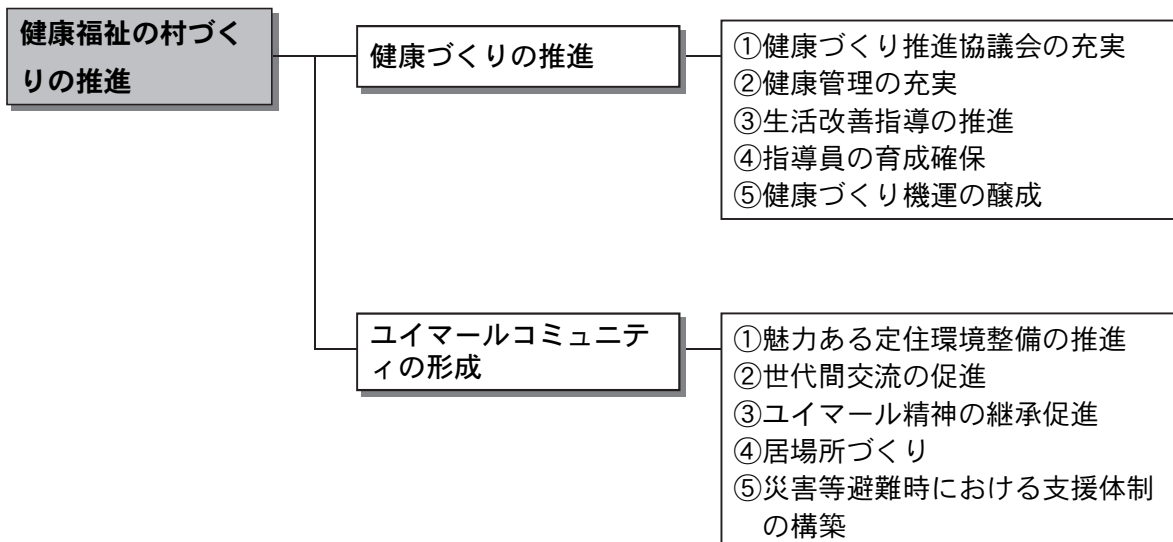 健康福祉の村づく
りの推進
健康づくりの推進
①健康づくり推進協議会の充実
②健康管理の充実
③生活改善指導の推進
④指導員の育成確保
⑤健康づくり機運の醸成
ユイマールコミュニテ
ィの形成
①魅力ある定住環境整備の推進
②世代間交流の促進
③ユイマール精神の継承促進
④居場所づくり
⑤災害等避難時における支援体制
の構築